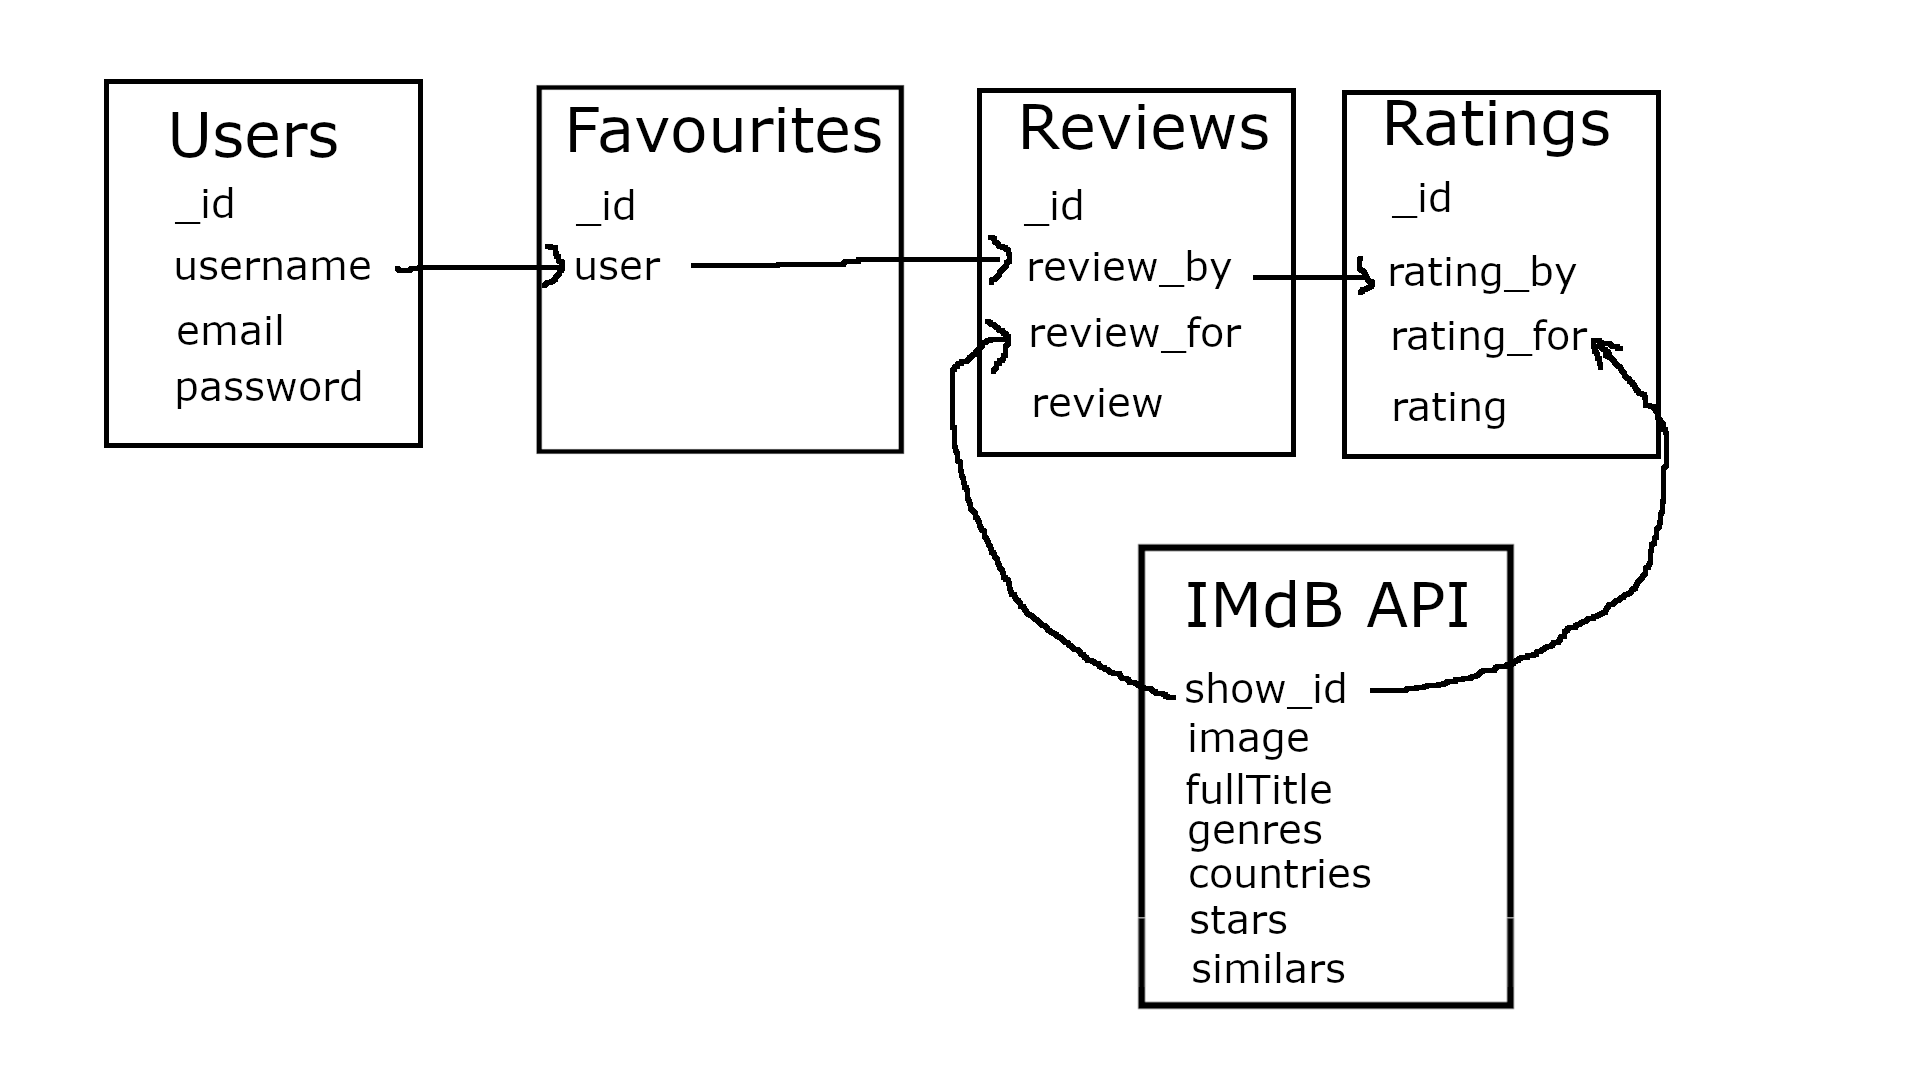 Users
_id
username
email
password
Favourites
_id
user
Reviews
_id
review_by
review_for
review
Ratings
_id
rating_by
rating_for
rating
IMdB API
show_id
image
fullTitle
genres
countries
stars
similars